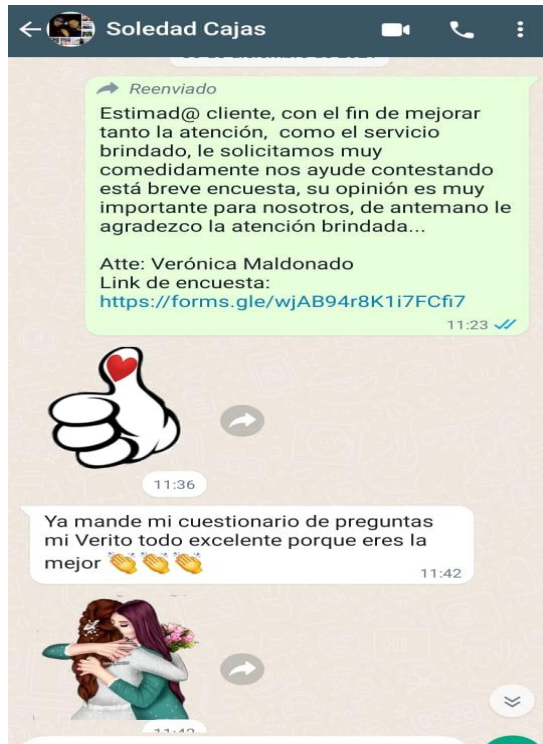 Soledad Cajas
Reenviado
Estimad@ cliente, con el fin de mejorar
tanto la atención, como el servicio
brindado, le solicitamos muy
comedidamente nos ayude contestando
está breve encuesta, su opinión es muy
importante para nosotros, de antemano le
agradezco la atención brindada...
Atte: Verónica Maldonado
Link de encuesta:
https://forms.gle/wjAB94r8K1i7FCfi7
11:23
11:36
Ya mande mi cuestionario de preguntas
mi Verito todo excelente porque eres la
mejor 👏👏👏
11:42